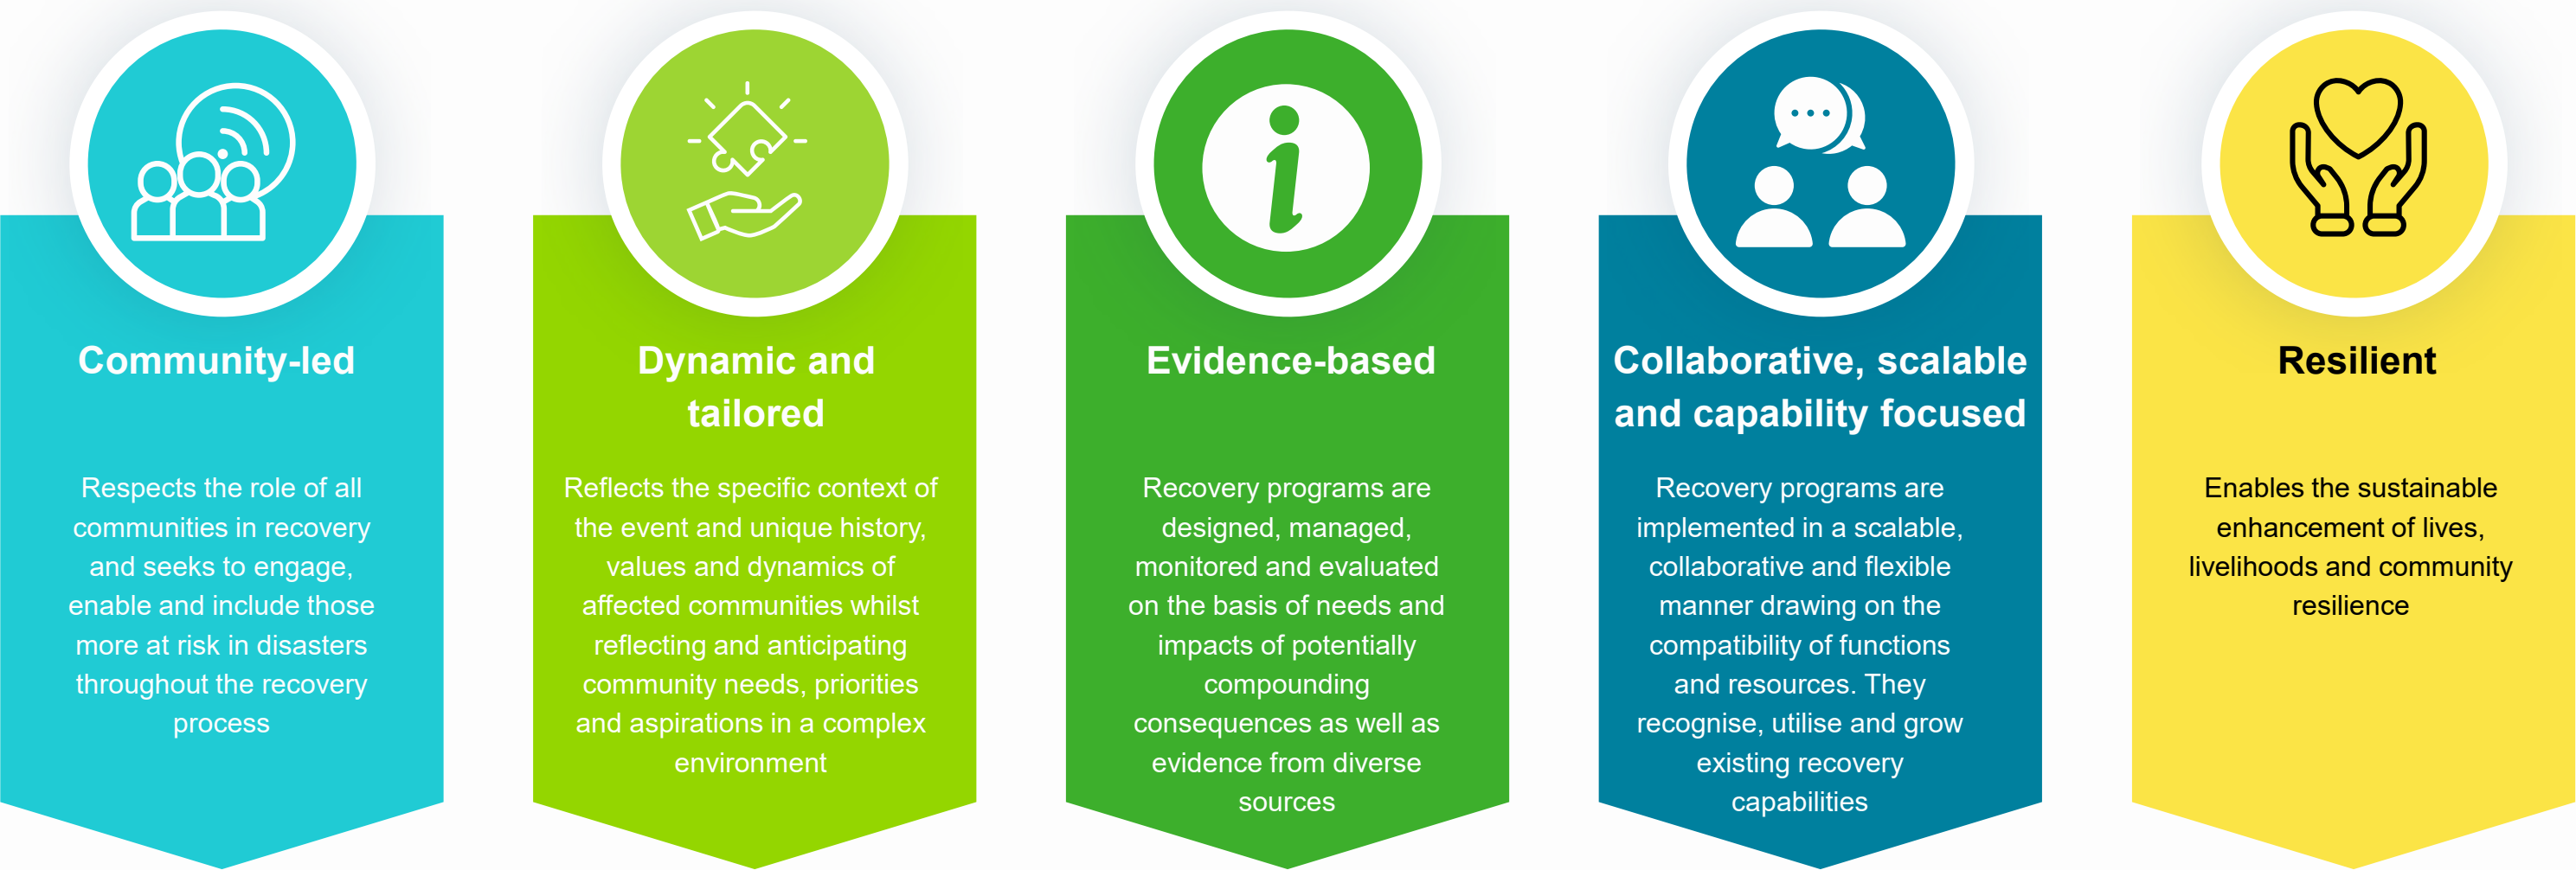 Community-led
Respects the role of all
communities in recovery
and seeks to engage,
enable and include those
more at risk in disasters
throughout the recovery
process
Dynamic and
tailored
Reflects the specific context of
the event and unique history,
values and dynamics of
affected communities whilst
reflecting and anticipating
community needs, priorities
and aspirations in a complex
environment
Evidence-based
Recovery programs are
designed, managed,
monitored and evaluated
on the basis of needs and
impacts of potentially
compounding
consequences as well as
evidence from diverse
sources
Collaborative, scalable
and capability focused
Recovery programs are
implemented in a scalable,
collaborative and flexible
manner drawing on the
compatibility of functions
and resources. They
recognise, utilise and grow
existing recovery
capabilities
Resilient
Enables the sustainable
enhancement of lives,
livelihoods and community
resilience